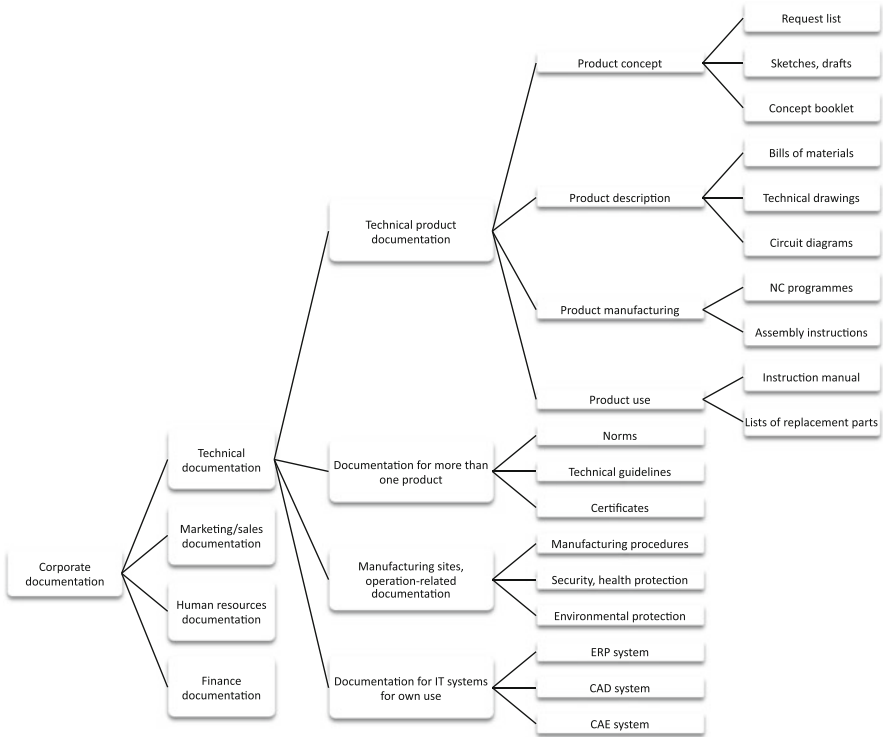 Corporate
documentation
Technical
documentation
Marketing/sales
documentation
Human resources
documentation
Finance
documentation
Technical product
documentation
Documentation for more than
one product
Manufacturing sites,
operation-related
documentation
Documentation for IT systems
for own use
Product concept
Product description
Product manufacturing
Product use
Norms
Technical guidelines
Certificates
Manufacturing procedures
Security, health protection
Environmental protection
ERP system
CAD system
CAE system
Request list
Sketches, drafts
Concept booklet
Bills of materials
Technical drawings
Circuit diagrams
NC programmes
Assembly instructions
Instruction manual
Lists of replacement parts